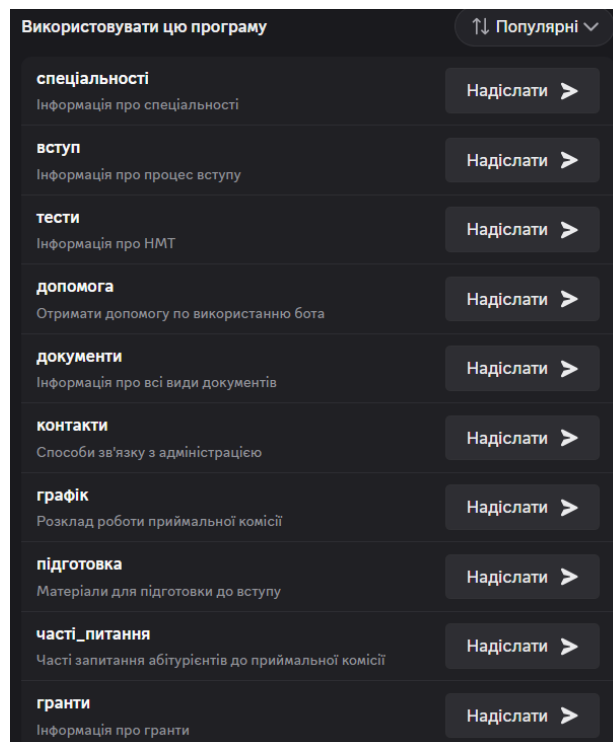 Використовувати цю програму
Популярні
спеціальності
Інформація про спеціальності
Надіслати
вступ
Інформація про процес вступу
Надіслати
тести
Інформація про НМТ
Надіслати
допомога
Отримати допомогу по використанню бота
Надіслати
документи
Інформація про всі види документів
Надіслати
контакти
Способи зв'язку з адміністрацією
Надіслати
графік
Розклад роботи приймальної комісії
Надіслати
підготовка
Матеріали для підготовки до вступу
Надіслати
часті_питання
Часті запитання абітурієнтів до приймальної комісії
Надіслати
гранти
Інформація про гранти
Надіслати